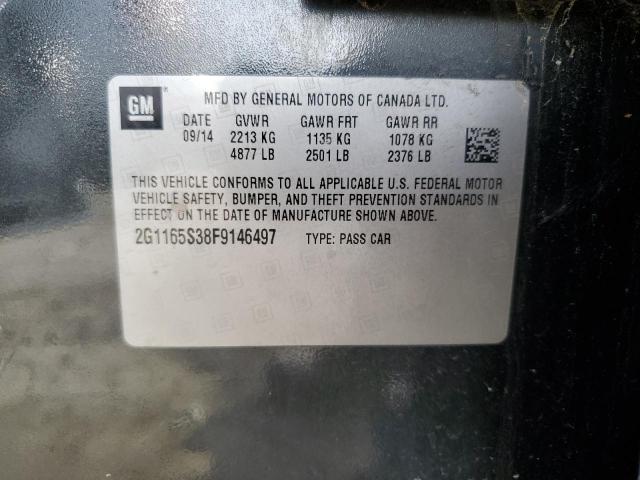 GM
MFD BY GENERAL MOTORS OF CANADA LTD.
DATE GVWR GAWR FRT GAWR RR
09/14 2213 KG 1135 KG 1078 KG
4877 LB 2501 LB 2376 LB
THIS VEHICLE CONFORMS TO ALL APPLICABLE U.S. FEDERAL MOTOR
VEHICLE SAFETY, BUMPER, AND THEFT PREVENTION STANDARDS IN
EFFECT ON THE DATE OF MANUFACTURE SHOWN ABOVE.
2G1165S38F9146497 TYPE: PASS CAR